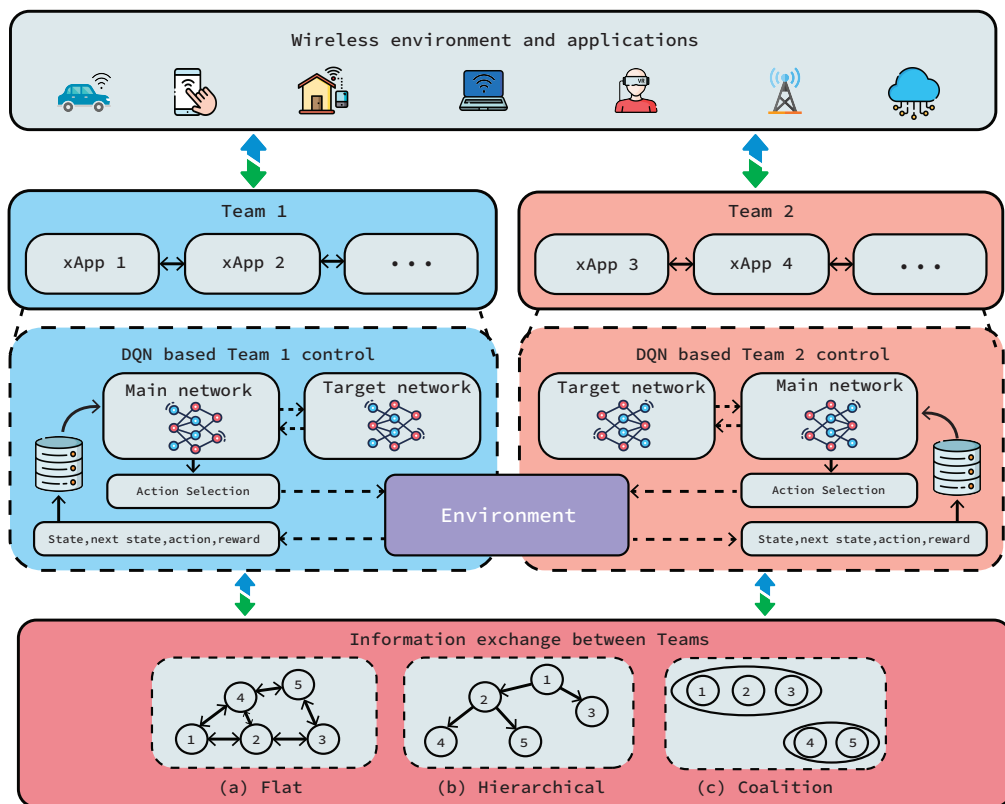 Wireless environment and applications
VR
Team 1
Team 2
xApp 1
xApp 2
...
xApp 3
xApp 4
...
DQN based Team 1 control
DQN based Team 2 control
Main network
Target network
Target network
Main network
Action Selection
Action Selection
Environment
State,next state,action,reward
State,next state,action,reward
Information exchange between Teams
5
4
1
2
3
1
2
3
4
5
1
2
3
4
5
(a) Flat
(b) Hierarchical
(c) Coalition